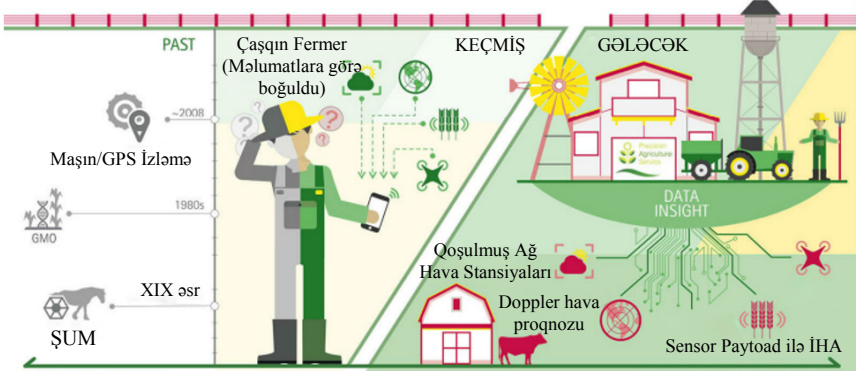 PAST
Çaşqın Fermer
(Məlumatlara görə
boğuldu)
KEÇMİŞ
GƏLƏCƏK
~2008
Maşın/GPS İzləmə
1980s
GMO
XIX əsr
ŞUM
Precision
Agriculture
Service
DATA
INSIGHT
Qoşulmuş Ağ
Hava Stansiyaları
Doppler hava
proqnozu
Sensor Paytoad ilə İHA